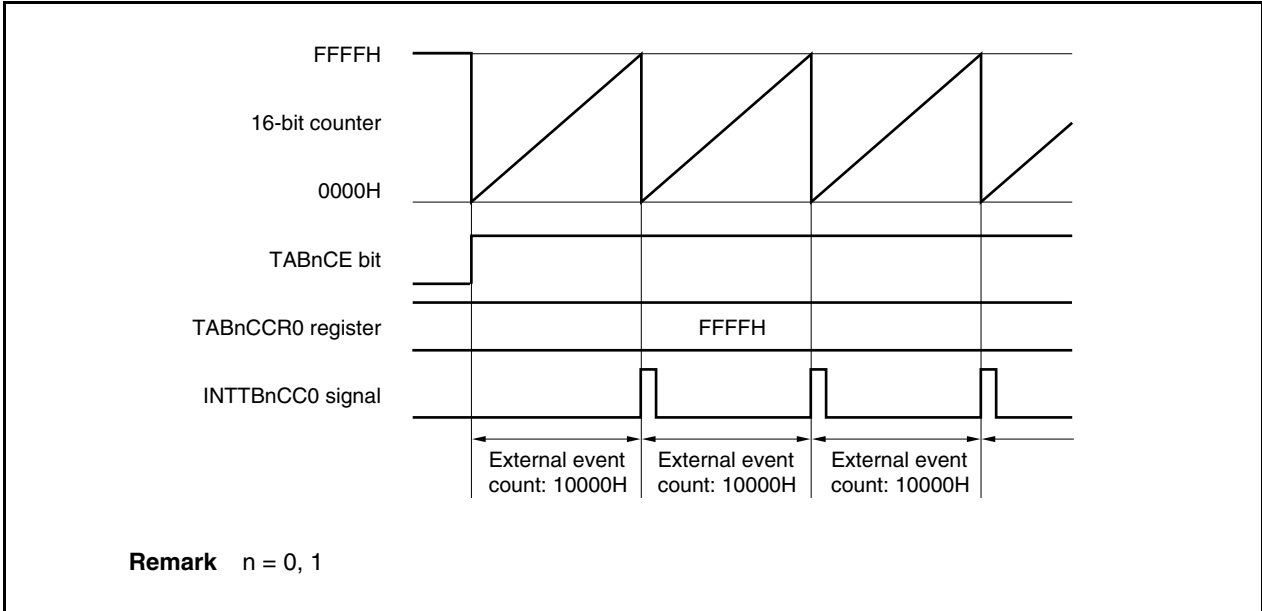 FFFFH
16-bit counter
0000H
TABnCE bit
TABnCCR0 register
FFFFH
INTTBnCC0 signal
External event
count: 10000H
External event
count: 10000H
External event
count: 10000H
Remark n = 0, 1